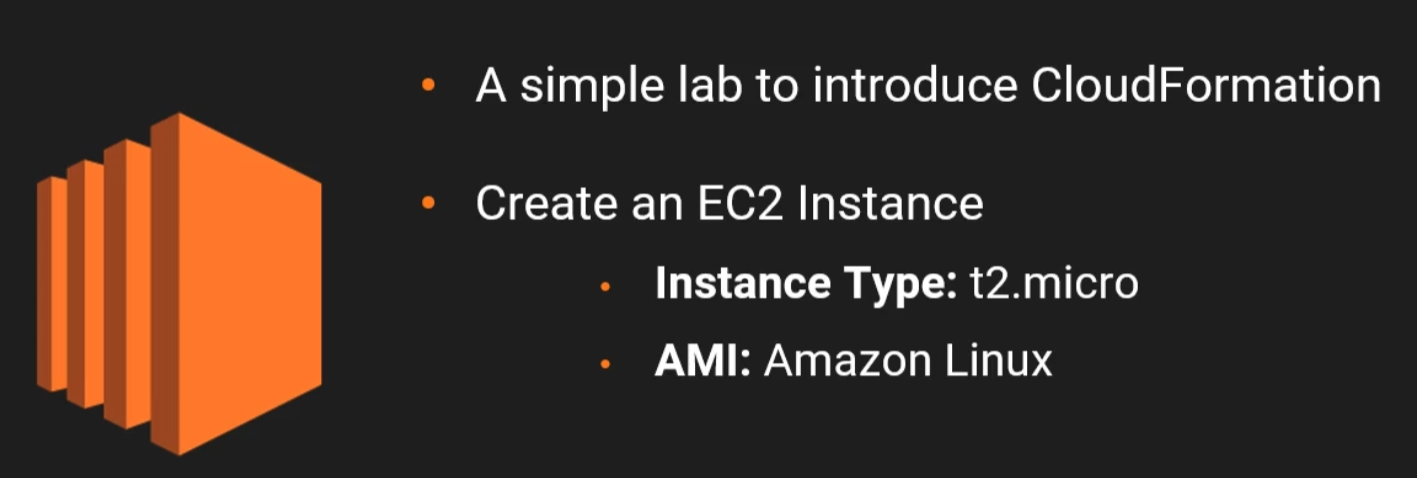 • A simple lab to introduce CloudFormation
• Create an EC2 Instance
• Instance Type: t2.micro
• AMI: Amazon Linux